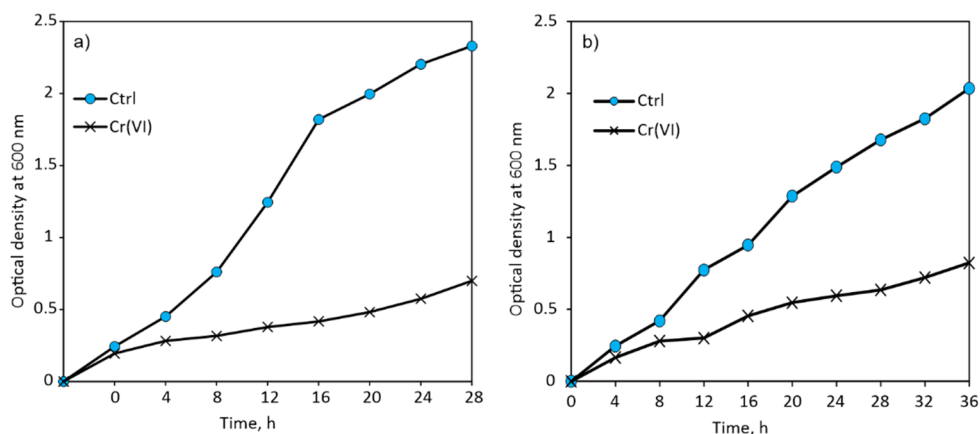 a)
Optical density at 600 nm
2.5
2
1.5
1
0.5
0
Ctrl
Cr(VI)
0 4 8 12 16 20 24 28
Time, h
b)
Optical density at 600 nm
2.5
2
1.5
1
0.5
0
Ctrl
Cr(VI)
0 4 8 12 16 20 24 28 32 36
Time, h